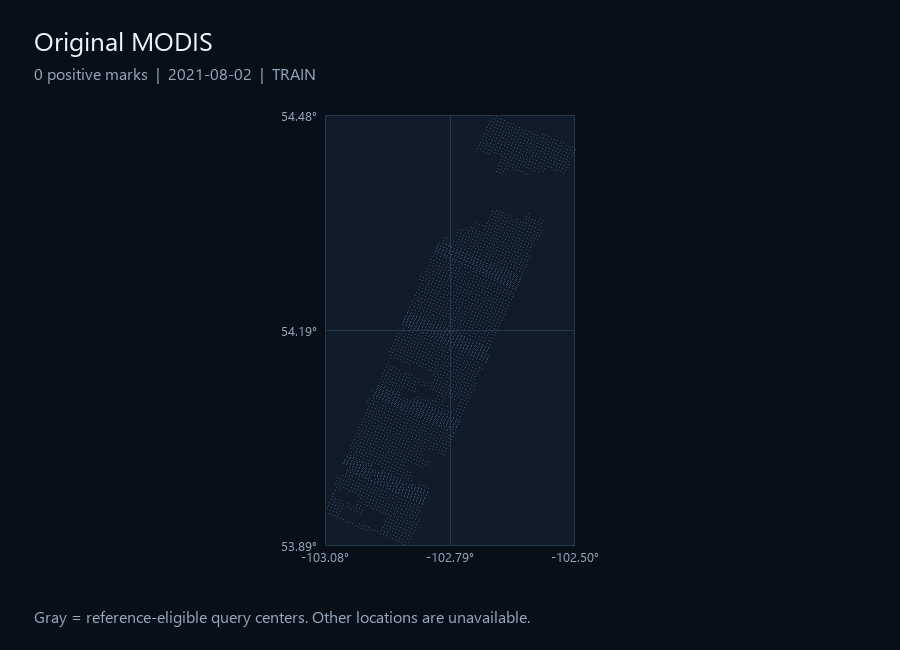 Original MODIS
0 positive marks | 2021-08-02 | TRAIN
54.48°
54.19°
53.89°
-103.08°
-102.79°
-102.50°
Gray = reference-eligible query centers. Other locations are unavailable.